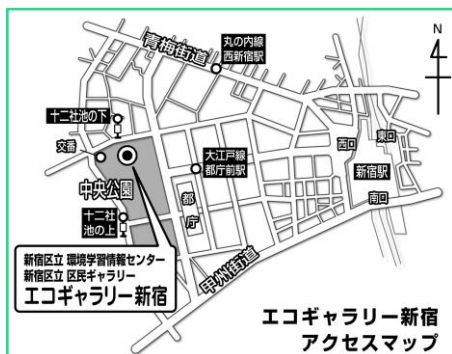 丸の内線
西新宿駅
N
青梅街道
十二社池の下
交番
中央公園
大江戸線
都庁前駅
都庁
西口
東口
新宿駅
南口
十二社
池の上
甲州街道
新宿区立 環境学習情報センター
新宿区立 区民ギャラリー
エコギャラリー新宿
エコギャラリー新宿
アクセスマップ